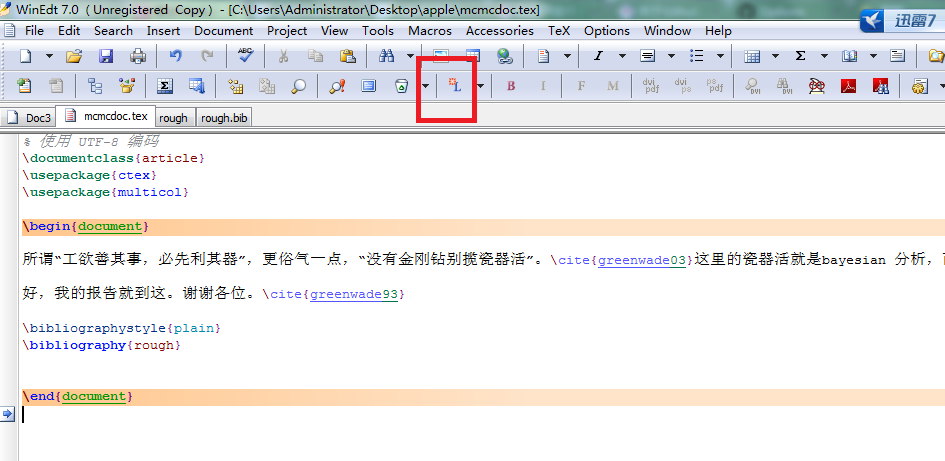 WinEdt 7.0 (Unregistered Copy) - [C:\Users\Administrator\Desktop\apple\mcmcdoc.tex]
迅雷7
File Edit Search Insert Document Project View Tools Macros Accessories TeX Options Window Help
ABC I Σ
Σ L B I F M dvi pdf dvi ps ps pdf DVI DVI
Doc3 mcmcdoc.tex rough rough.bib
% 使用 UTF-8 编码
\documentclass{article}
\usepackage{ctex}
\usepackage{multicol}
\begin{document}
所谓“工欲善其事，必先利其器”，更俗气一点，“没有金刚钻别揽瓷器活”。\cite{greenwade03}这里的瓷器活就是bayesian 分析，
好，我的报告就到这。谢谢各位。\cite{greenwade93}
\bibliographystyle{plain}
\bibliography{rough}
\end{document}